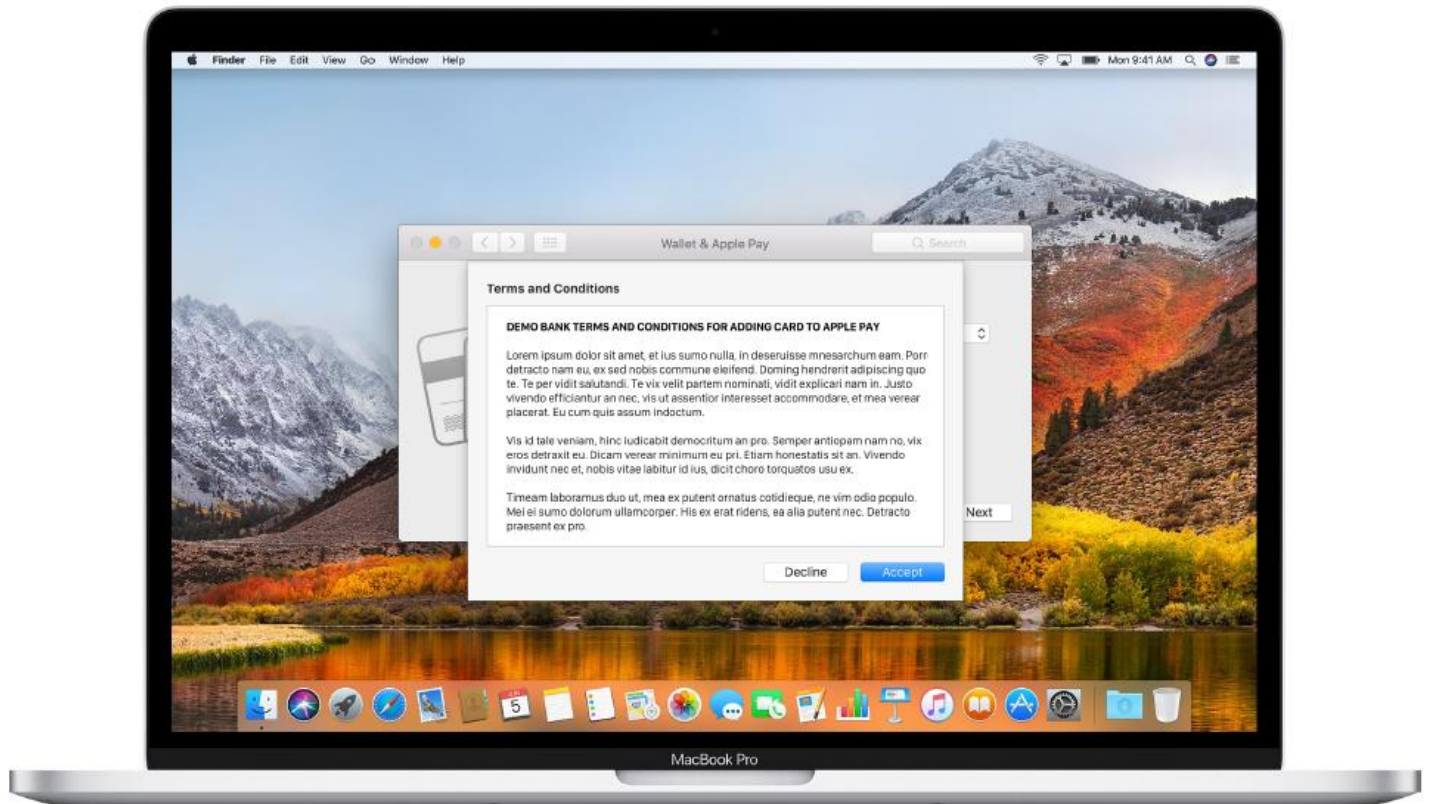 Finder File Edit View Go Window Help Mon 9:41 AM
Wallet & Apple Pay Search
Terms and Conditions
DEMO BANK TERMS AND CONDITIONS FOR ADDING CARD TO APPLE PAY
Lorem ipsum dolor sit amet, et ius sumo nulla, in deseruisse mnesarchum eam. Porr
detracto nam eu, ex sed nobis commune eleifend. Doming hendrerit adipiscing quo
te. Te per vidit salutandi. Te vix velit partem nominati, vidit explicari nam in. Justo
vivendo efficiantur an nec, vis ut assentior interesset accommodare, et mea verear
placerat. Eu cum quis assum indoctum.
Vis id tale veniam, hinc iudicabit democritum an pro. Semper antiopam nam no, vix
eros detraxit eu. Dicam verear minimum eu pri. Etiam honestatis sit an. Vivendo
invidunt nec et, nobis vitae labitur id ius, dicit choro torquatos usu ex.
Timeam laboramus duo ut, mea ex putent ornatus cotidieque, ne vim odio populo.
Mei ei sumo dolorum ullamcorper. His ex erat ridens, ea alia putent nec. Detracto
praesent ex pro.
Next
Decline Accept
5
MacBook Pro